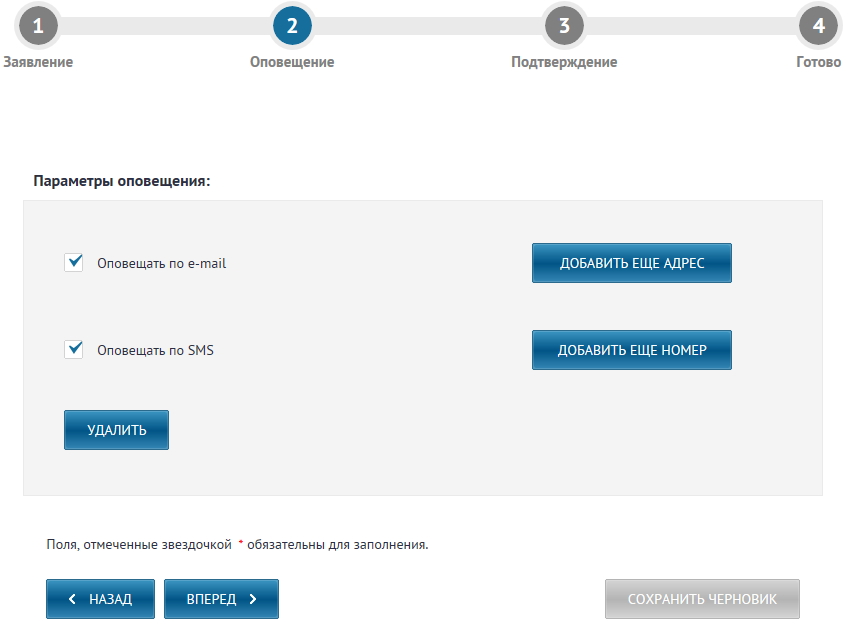 1 2 3 4
Заявление Оповещение Подтверждение Готово
Параметры оповещения:
Оповещать по e-mail ДОБАВИТЬ ЕЩЕ АДРЕС
Оповещать по SMS ДОБАВИТЬ ЕЩЕ НОМЕР
УДАЛИТЬ
Поля, отмеченные звездочкой * обязательны для заполнения.
НАЗАД ВПЕРЕД СОХРАНИТЬ ЧЕРНОВИК